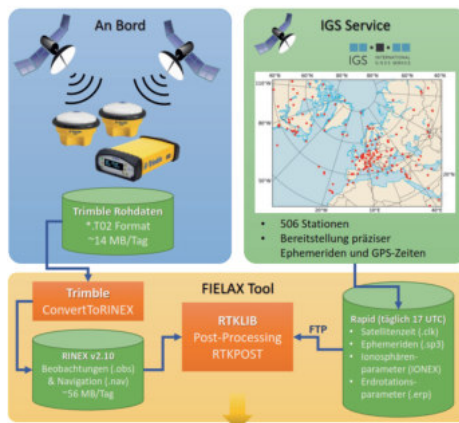 An Bord
Trimble Rohdaten
*.T02 Format
~14 MB/Tag
IGS Service
IGS
INTERNATIONAL
SERVICE
506 Stationen
Bereitstellung präziser
Ephemeriden und GPS-Zeiten
FIELAX Tool
Trimble
ConvertToRINEX
RINEX v2.10
Beobachtungen (.obs)
& Navigation (.nav)
~56 MB/Tag
RTKLIB
Post-Processing
RTKPOST
FTP
Rapid (täglich 17 UTC)
Satellitenzeit (.clk)
Ephemeriden (.sp3)
Ionosphären-
parameter (IONEX)
Erdrotations-
parameter (.erp)